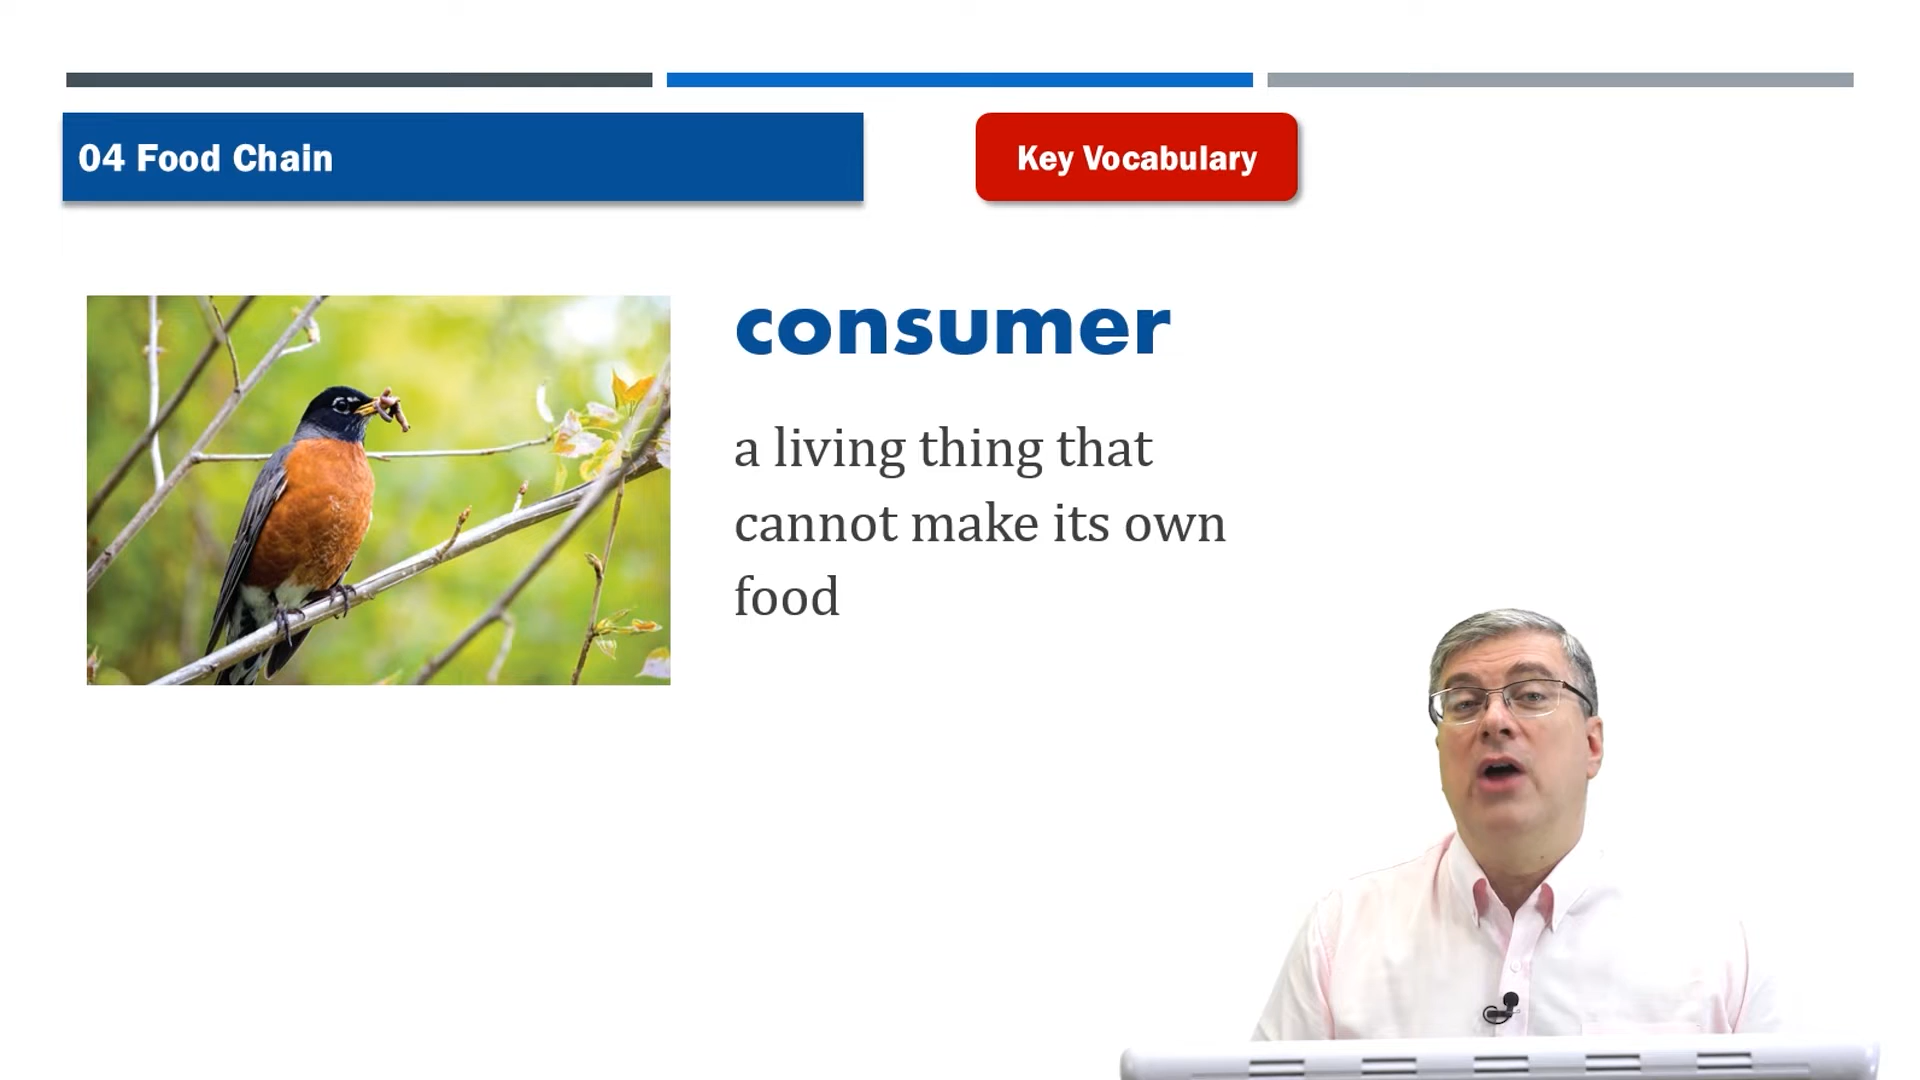 04 Food Chain
Key Vocabulary
consumer
a living thing that
cannot make its own
food